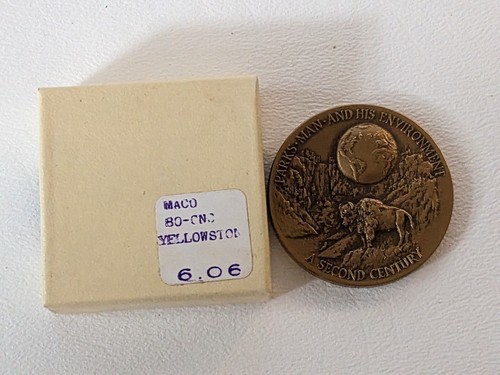 MACO
80-CNC
YELLOWSTON
6.06
PARKS·MAN·AND HIS ENVIRONMENT
A SECOND CENTURY